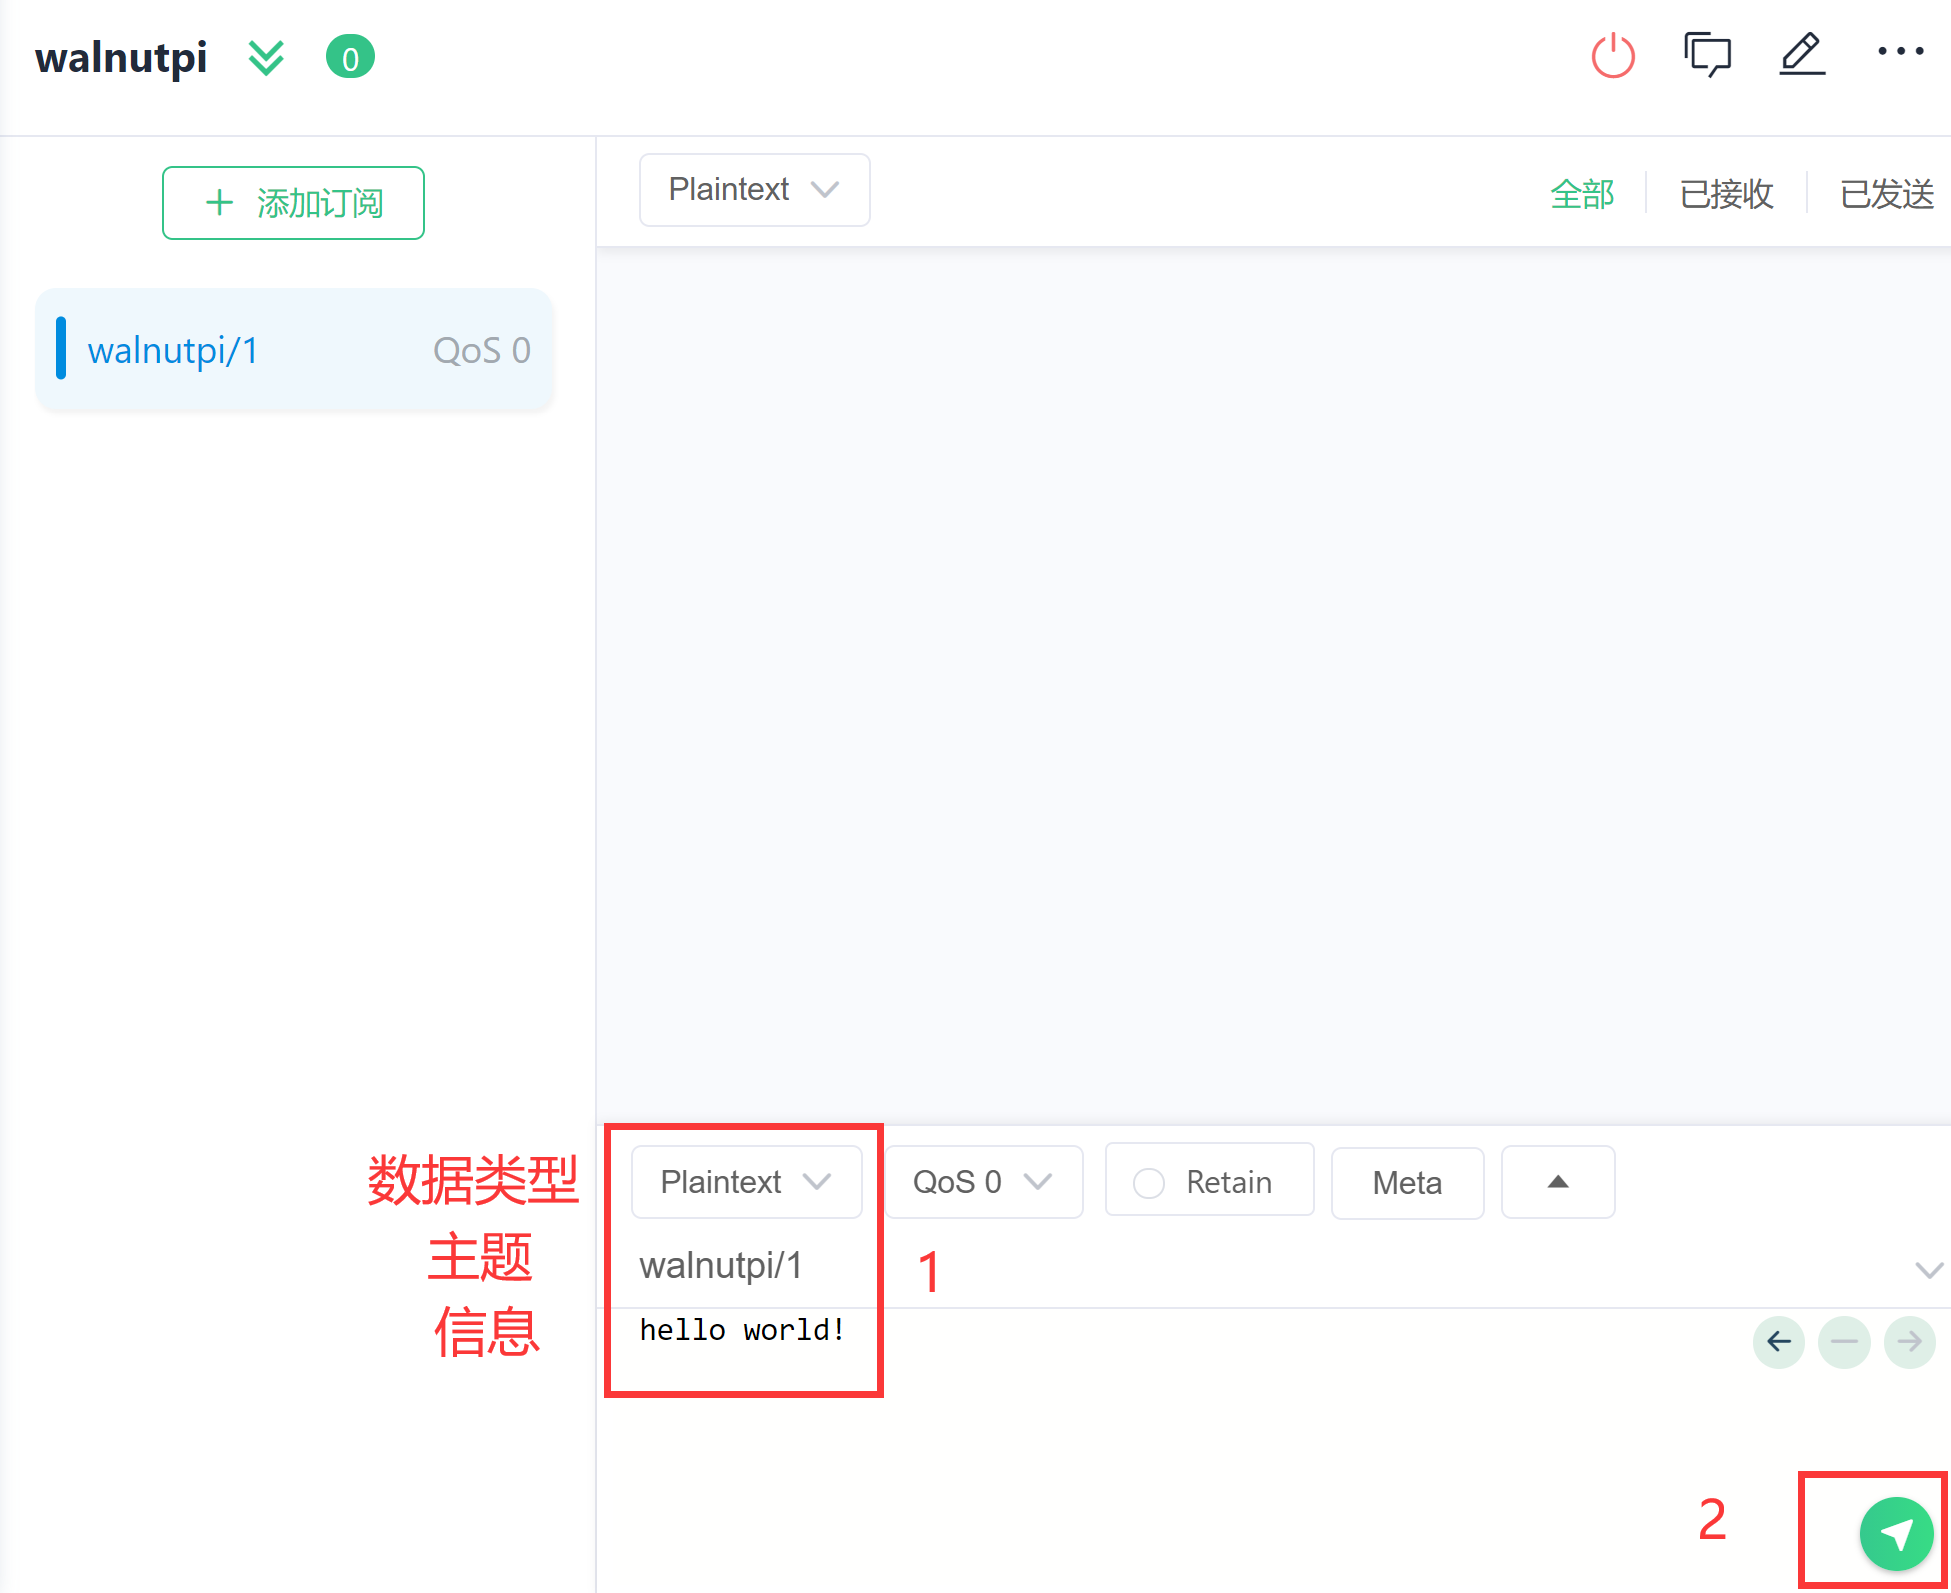 walnutpi 0
添加订阅
Plaintext
全部 已接收 已发送
walnutpi/1 QoS 0
数据类型
主题
信息
Plaintext QoS 0 Retain Meta
walnutpi/1
1
hello world!
2